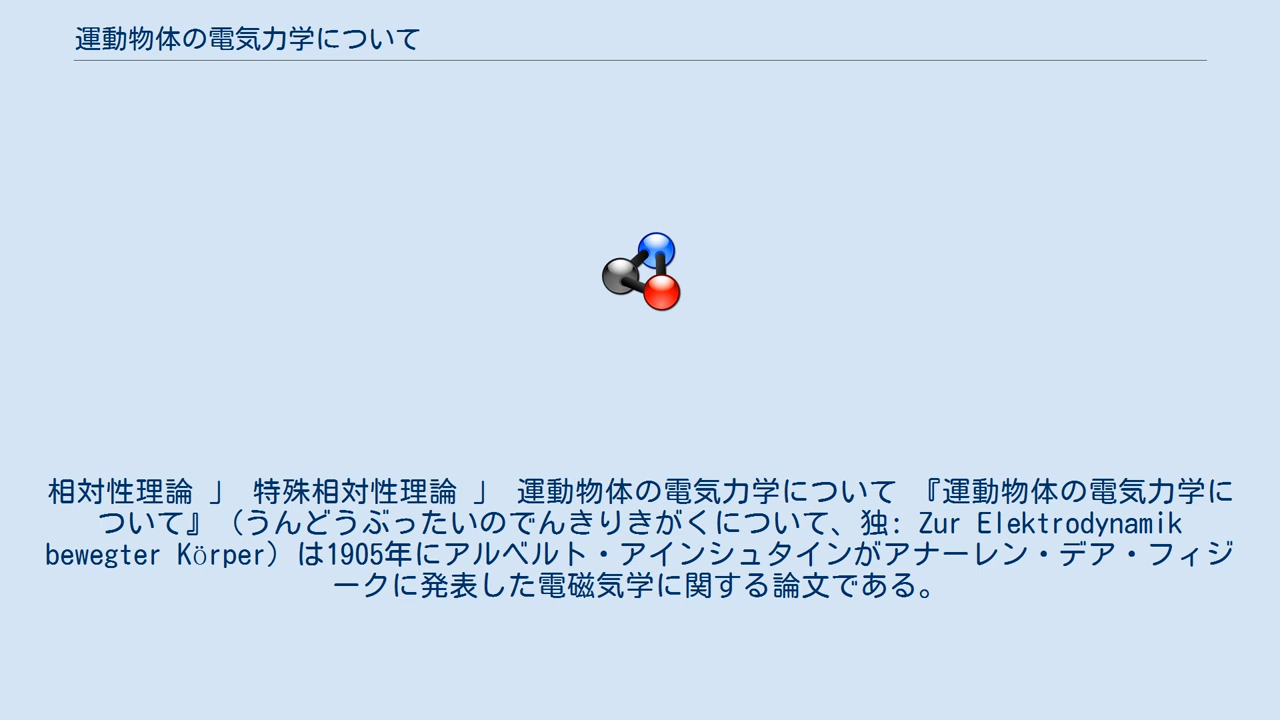 運動物体の電気力学について
相対性理論 」 特殊相対性理論 」 運動物体の電気力学について 『運動物体の電気力学に
ついて』（うんどうぶったいのでんきりきがくについて、独: Zur Elektrodynamik
bewegter Körper）は1905年にアルベルト・アインシュタインがアナーレン・デア・フィジ
ークに発表した電磁気学に関する論文である。